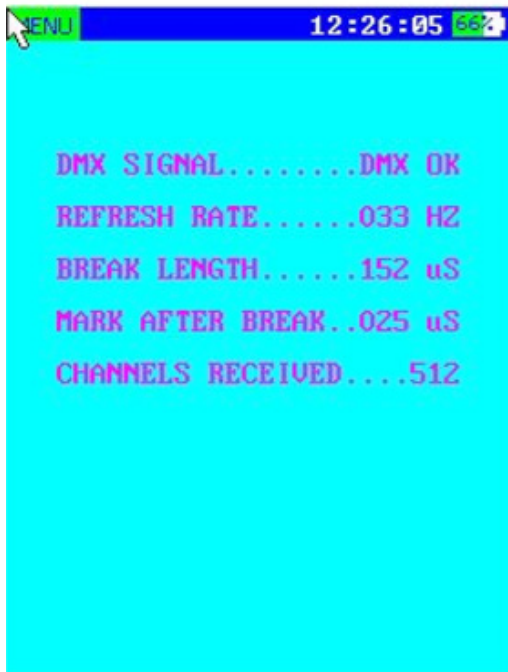 MENU 12:26:05 66%
DMX SIGNAL........DMX OK
REFRESH RATE......033 HZ
BREAK LENGTH......152 uS
MARK AFTER BREAK..025 uS
CHANNELS RECEIVED....512